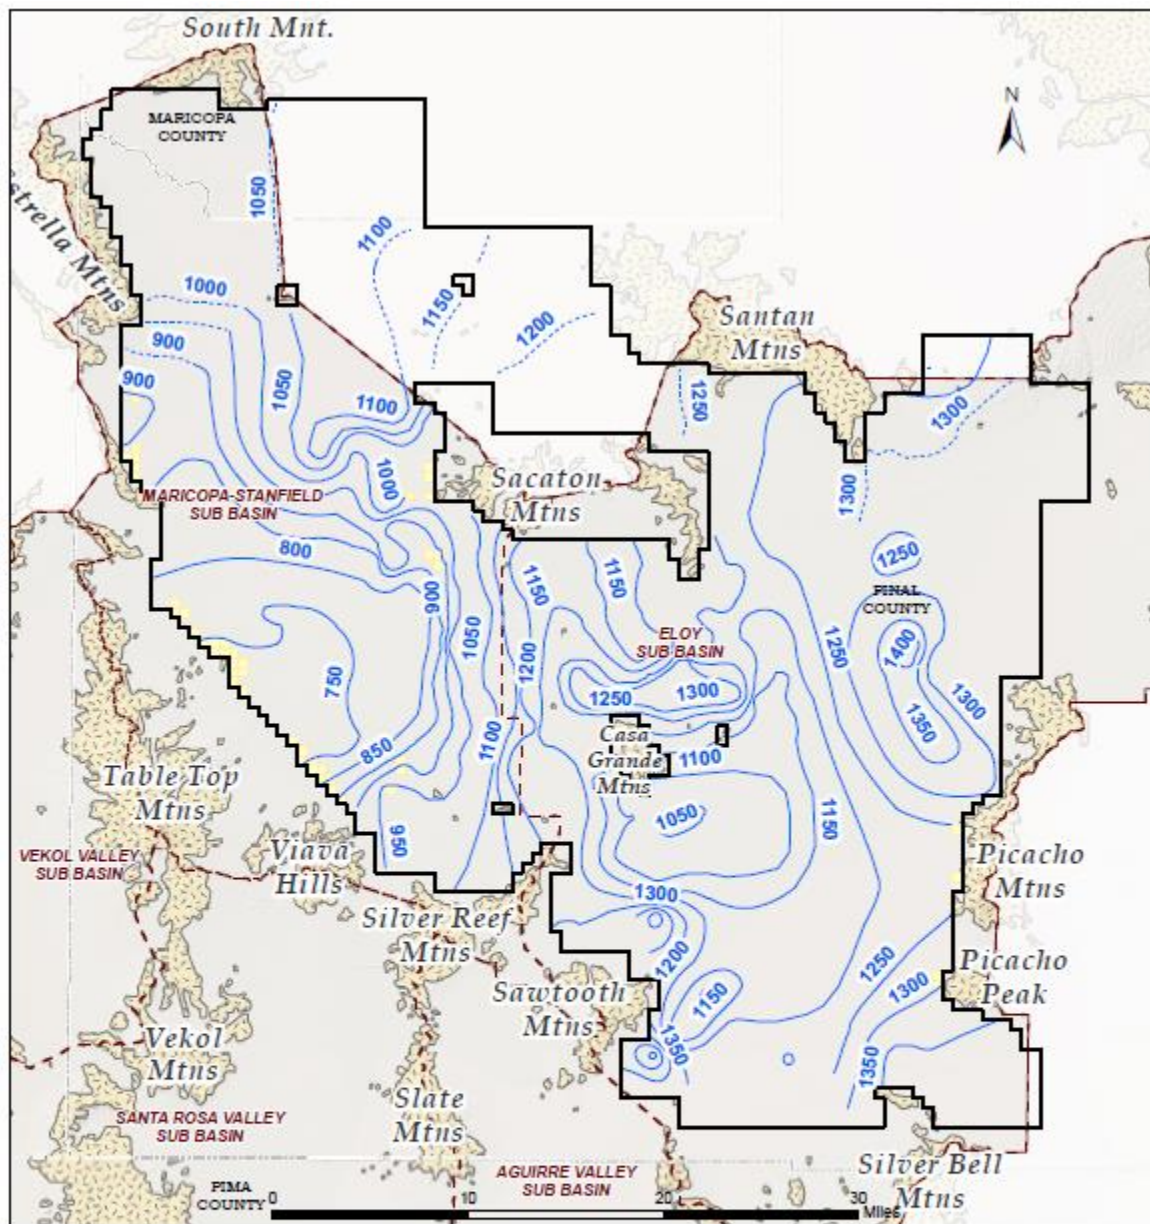 South Mnt.
MARICOPA
COUNTY
N
1050
1100
strella Mtns
1150
1000
1200
Santan
Mtns
900
900
1250
1050
1100
1300
1000
Sacaton
Mtns
1300
MARICOPA-STANFIELD
SUB BASIN
800
1250
1150
1150
900
PINAL
COUNTY
1050
ELOY
SUB BASIN
1250
1400
1200
750
1250
1300
1300
1350
850
1100
Casa
Grande
Mtns
1100
Table Top
Mtns
1050
1150
950
VEKOL VALLEY
SUB BASIN
Viava
Hills
Picacho
Mtns
1300
Silver Reef
Mtns
1200
1250
Picacho
Peak
1300
1150
Sawtooth
Mtns
Vekol
Mtns
1350
1350
SANTA ROSA VALLEY
SUB BASIN
Slate
Mtns
AGUIRRE VALLEY
SUB BASIN
Silver Bell
Mtns
PIMA
COUNTY
0 10 20 30
Miles